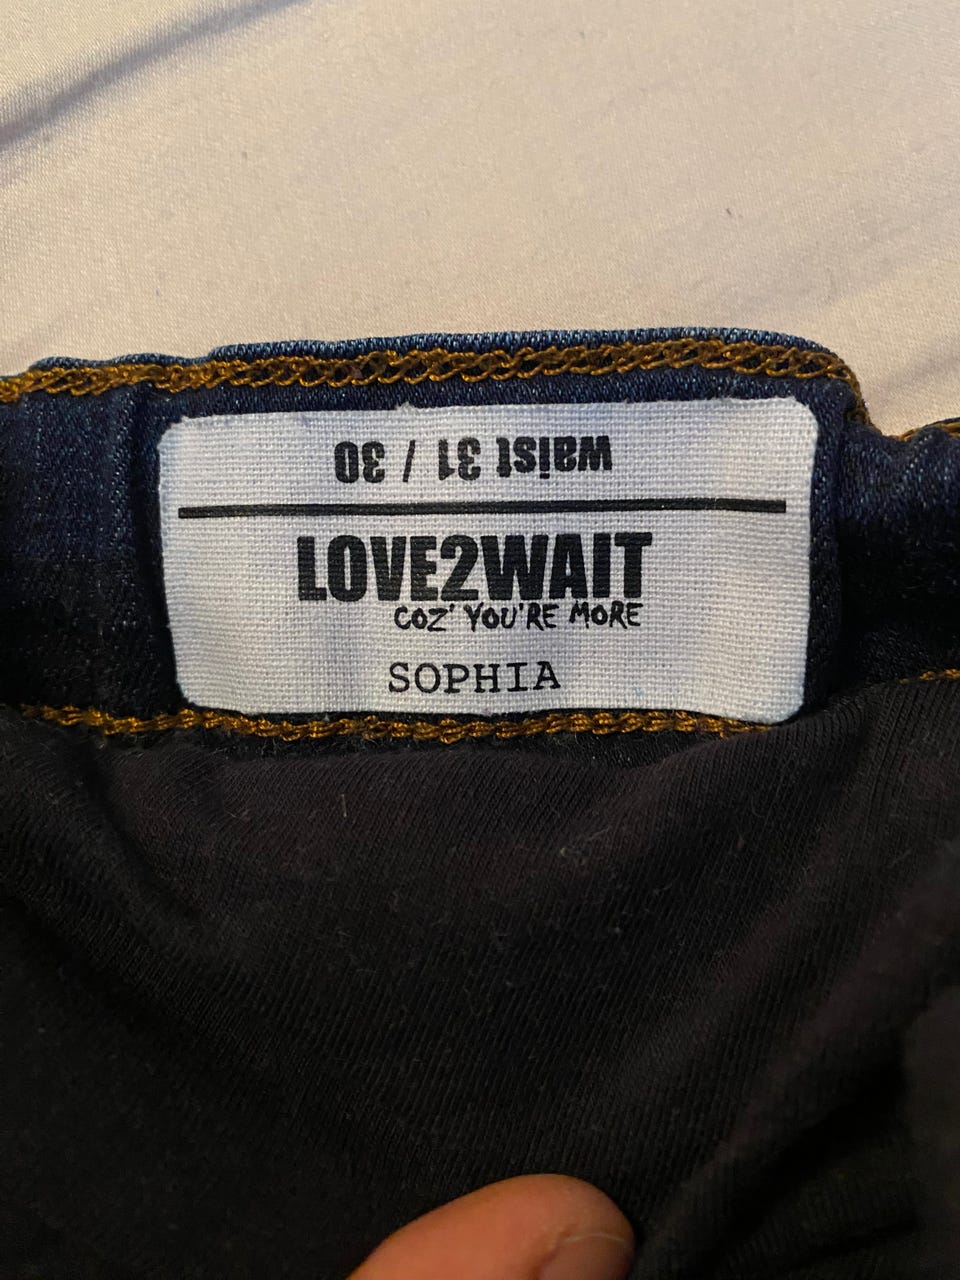 waist 31 / 30
LOVE2WAIT
COZ' YOU'RE MORE
SOPHIA